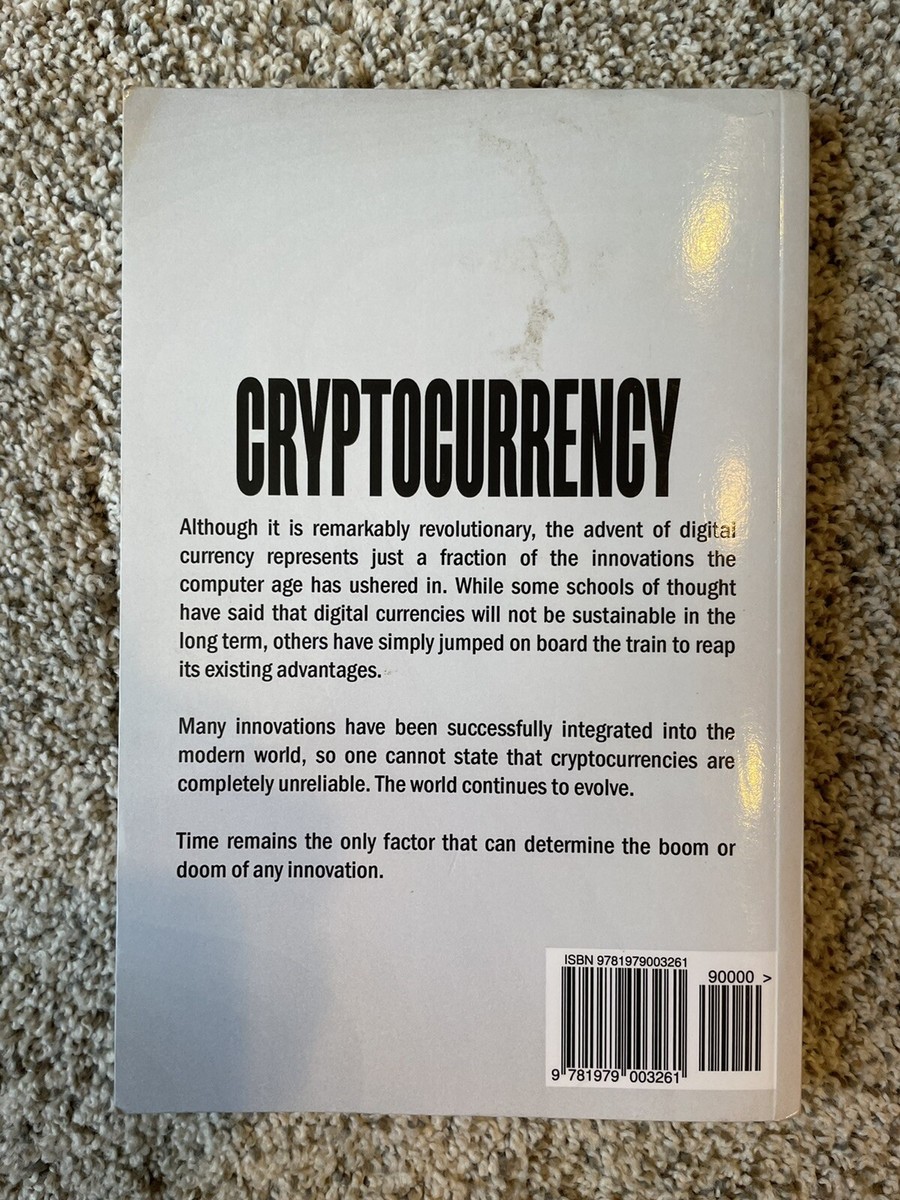 CRYPTOCURRENCY
Although it is remarkably revolutionary, the advent of digital
currency represents just a fraction of the innovations the
computer age has ushered in. While some schools of thought
have said that digital currencies will not be sustainable in the
long term, others have simply jumped on board the train to reap
its existing advantages.
Many innovations have been successfully integrated into the
modern world, so one cannot state that cryptocurrencies are
completely unreliable. The world continues to evolve.
Time remains the only factor that can determine the boom or
doom of any innovation.
ISBN 9781979003261
90000 >
9 781979 003261